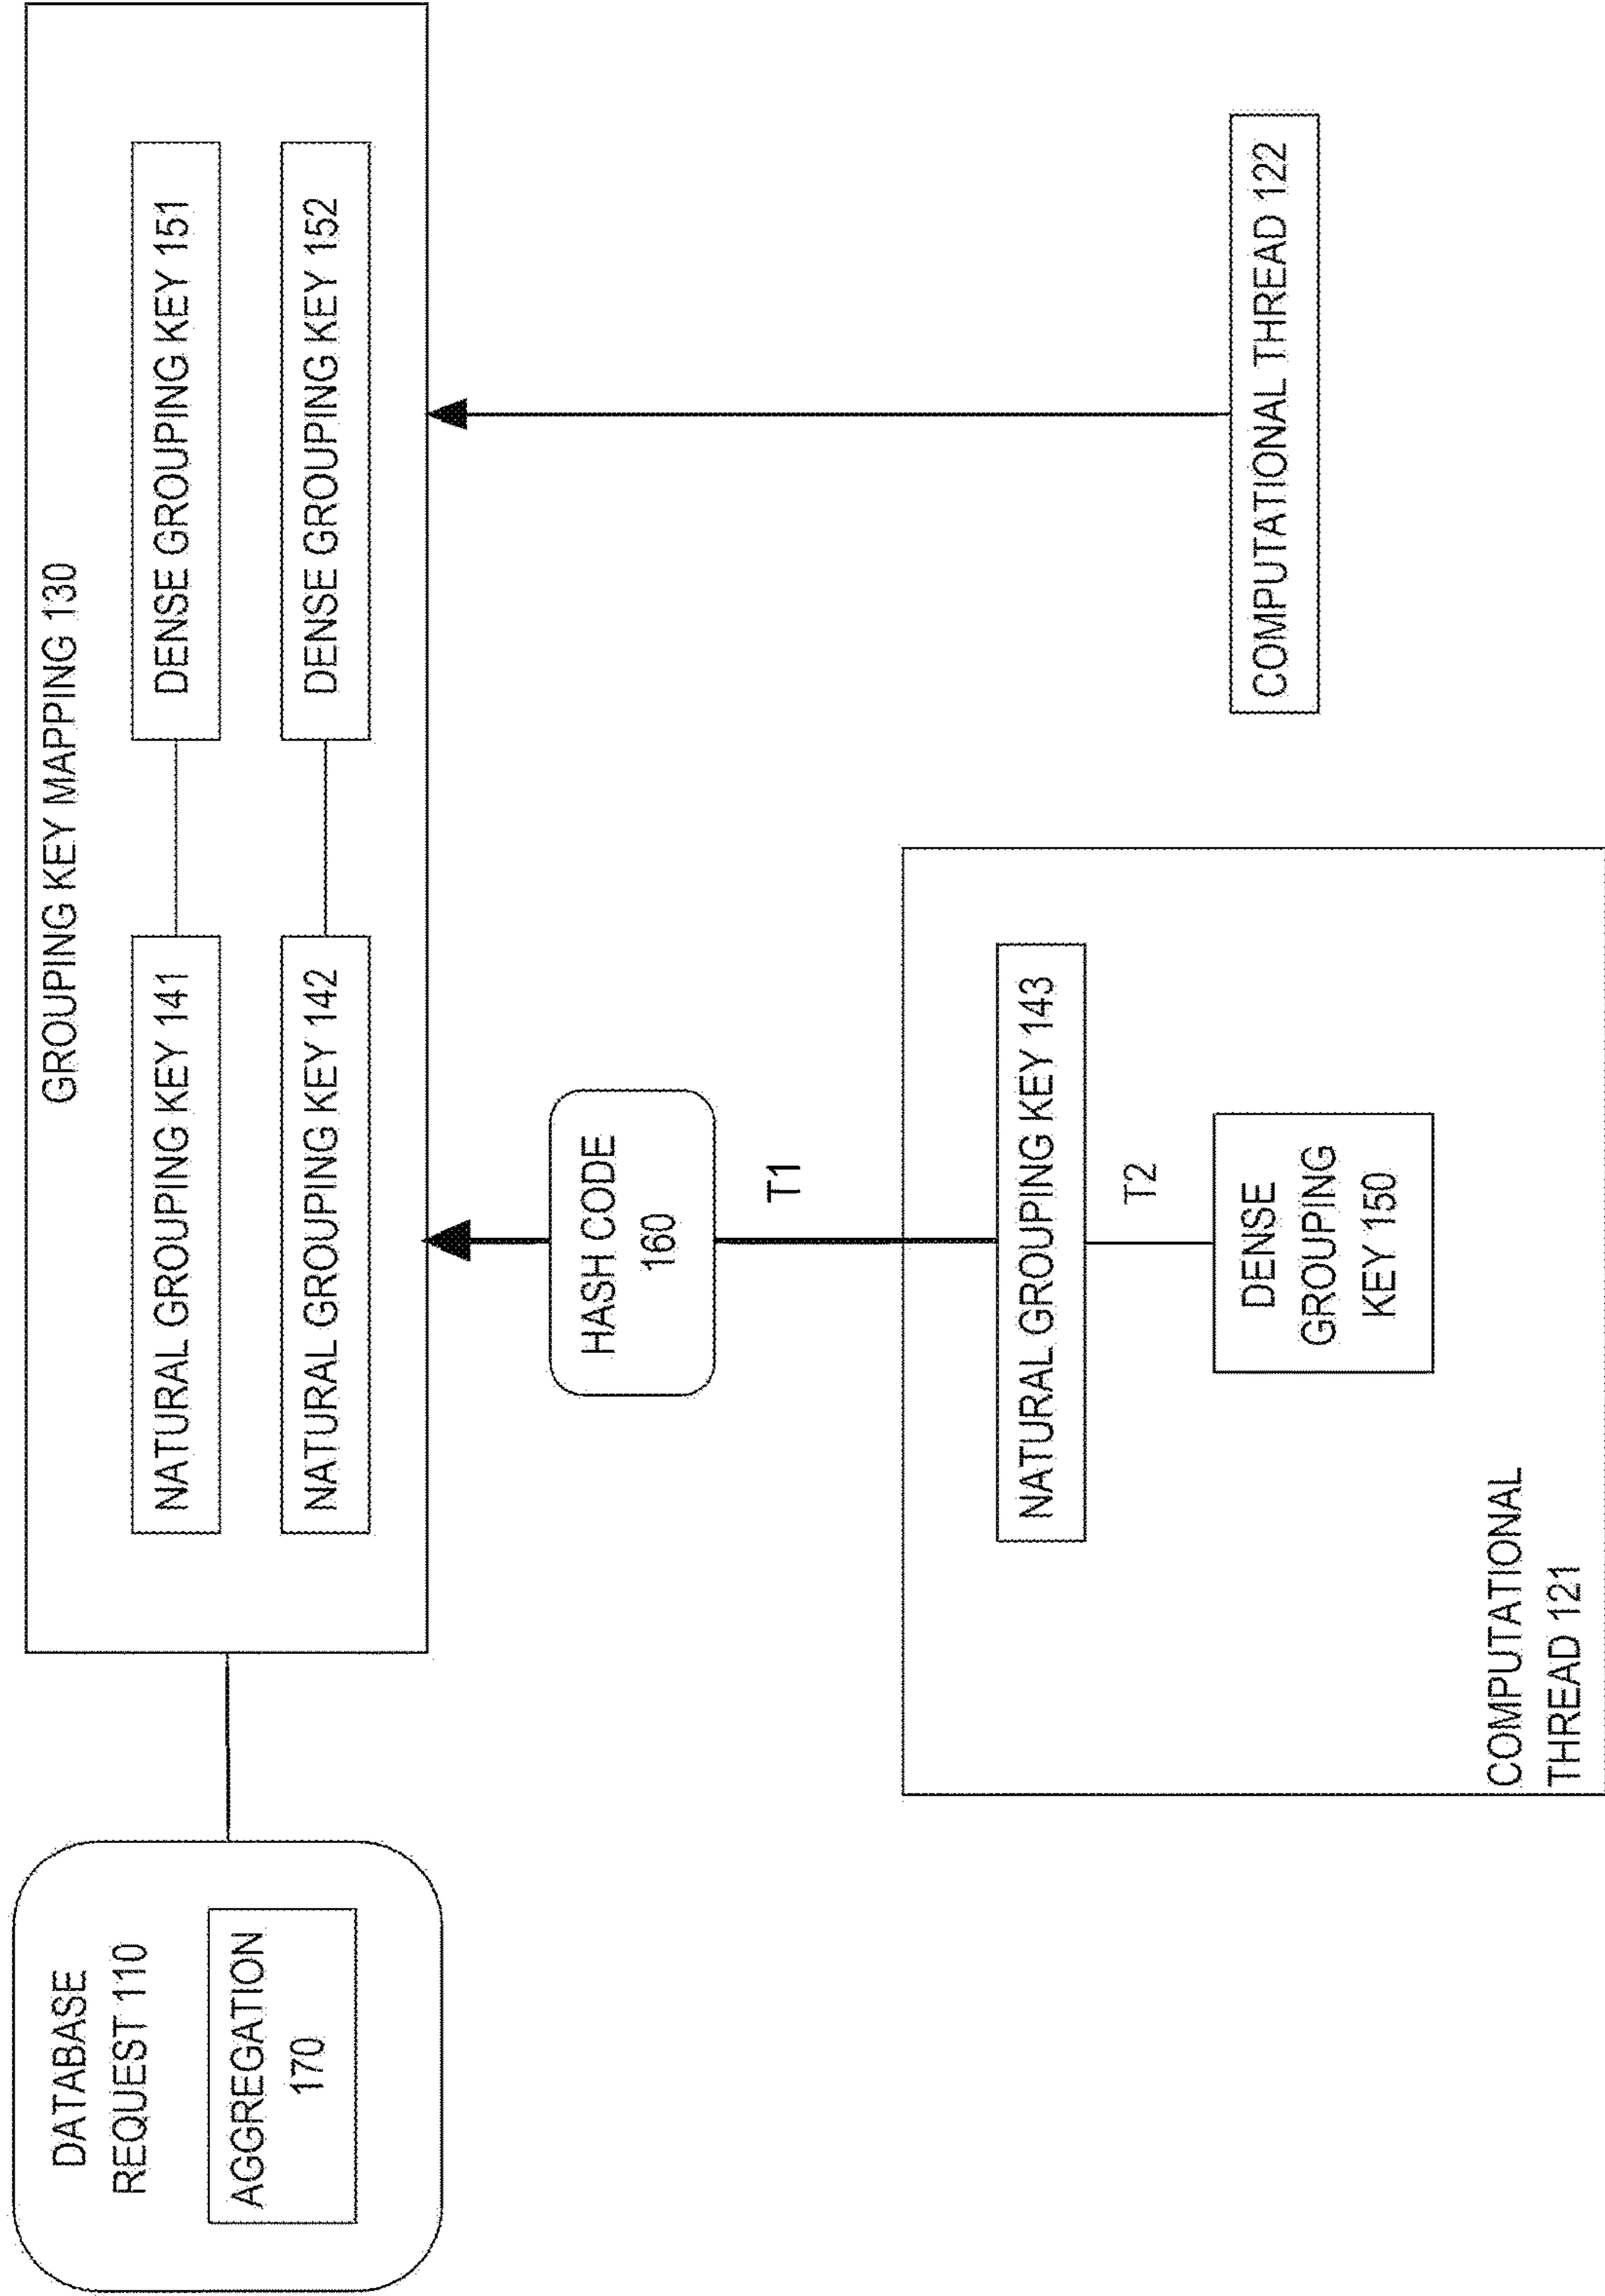 DATABASE
REQUEST 110
AGGREGATION
170
GROUPING KEY MAPPING 130
NATURAL GROUPING KEY 141
DENSE GROUPING KEY 151
NATURAL GROUPING KEY 142
DENSE GROUPING KEY 152
HASH CODE
160
T1
NATURAL GROUPING KEY 143
T2
DENSE
GROUPING
KEY 150
COMPUTATIONAL
THREAD 121
COMPUTATIONAL THREAD 122